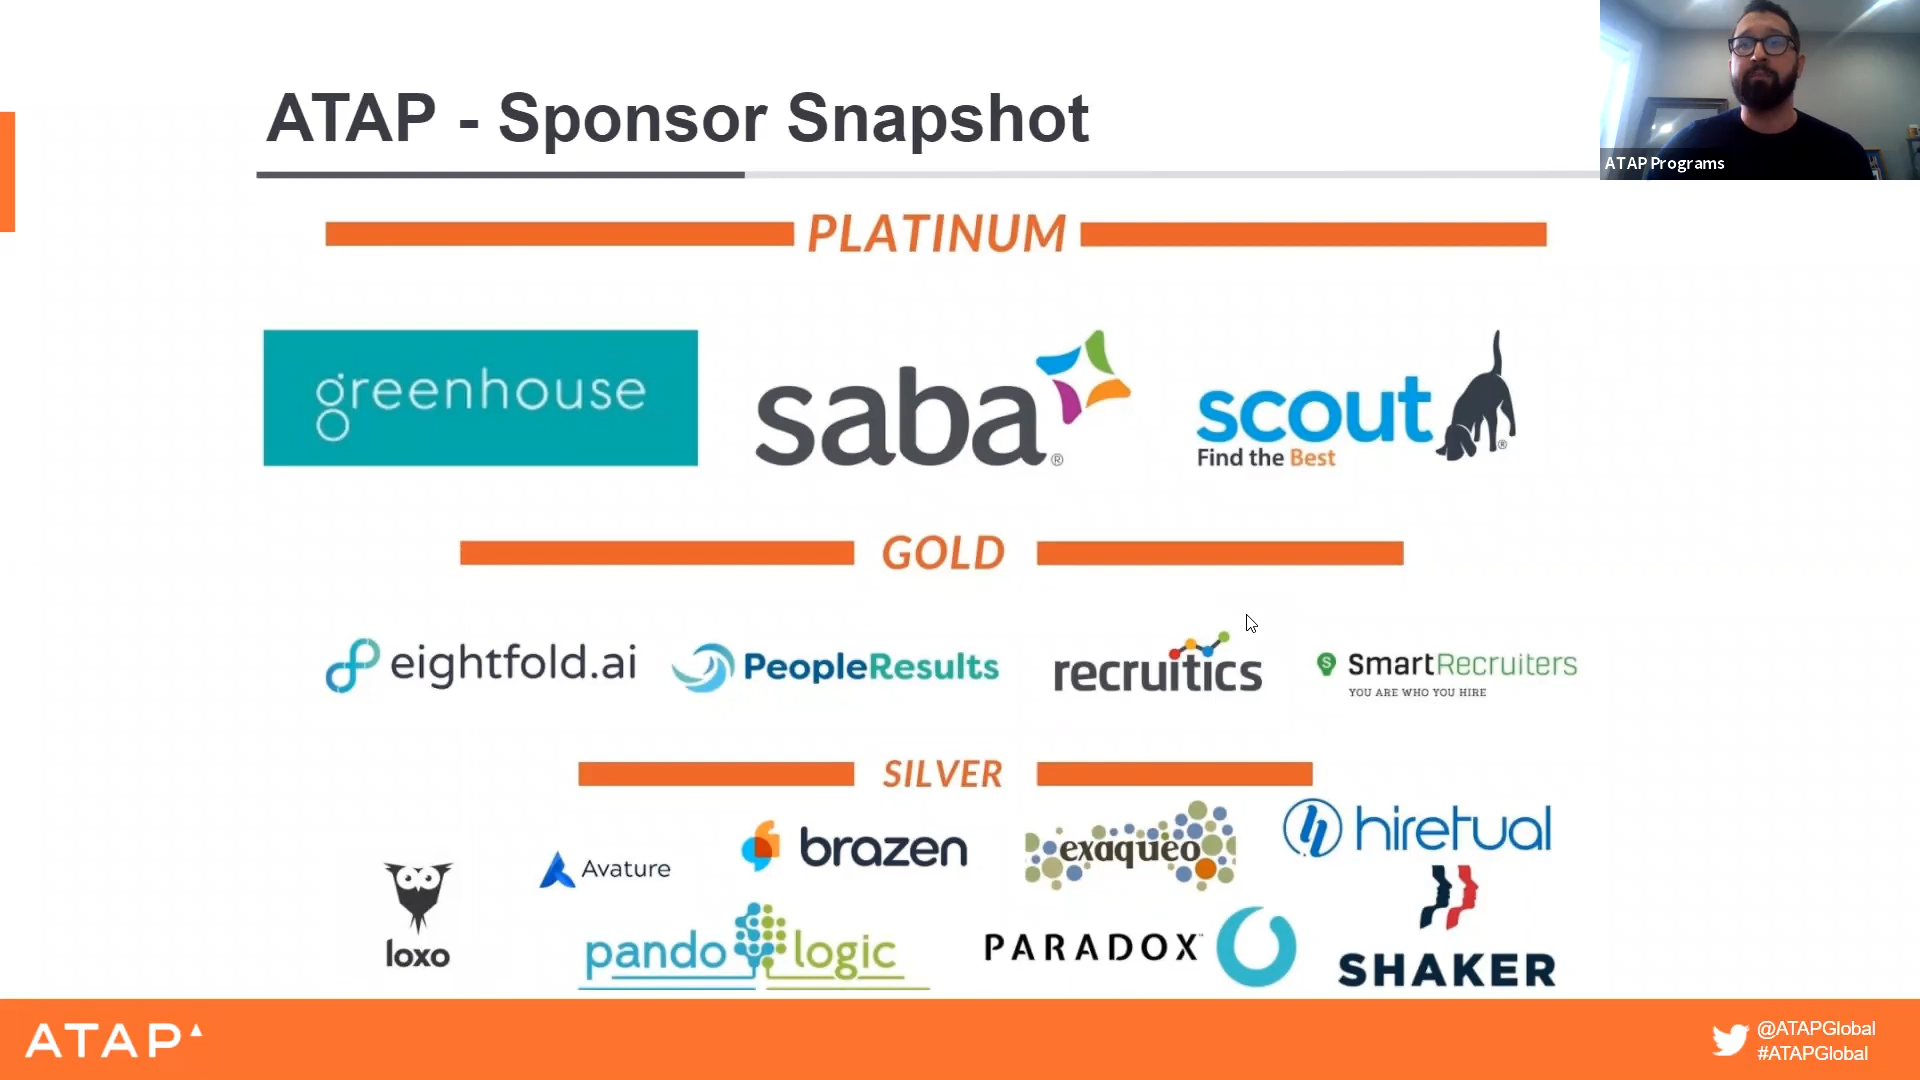 ATAP - Sponsor Snapshot
ATAP Programs
PLATINUM
greenhouse
saba®
scout®
Find the Best
GOLD
eightfold.ai
PeopleResults
recruitics
SmartRecruiters
YOU ARE WHO YOU HIRE
SILVER
loxo
Avature
brazen
exaqueo
hiretual
pando logic
PARADOX™
SHAKER
ATAP
@ATAPGlobal
#ATAPGlobal